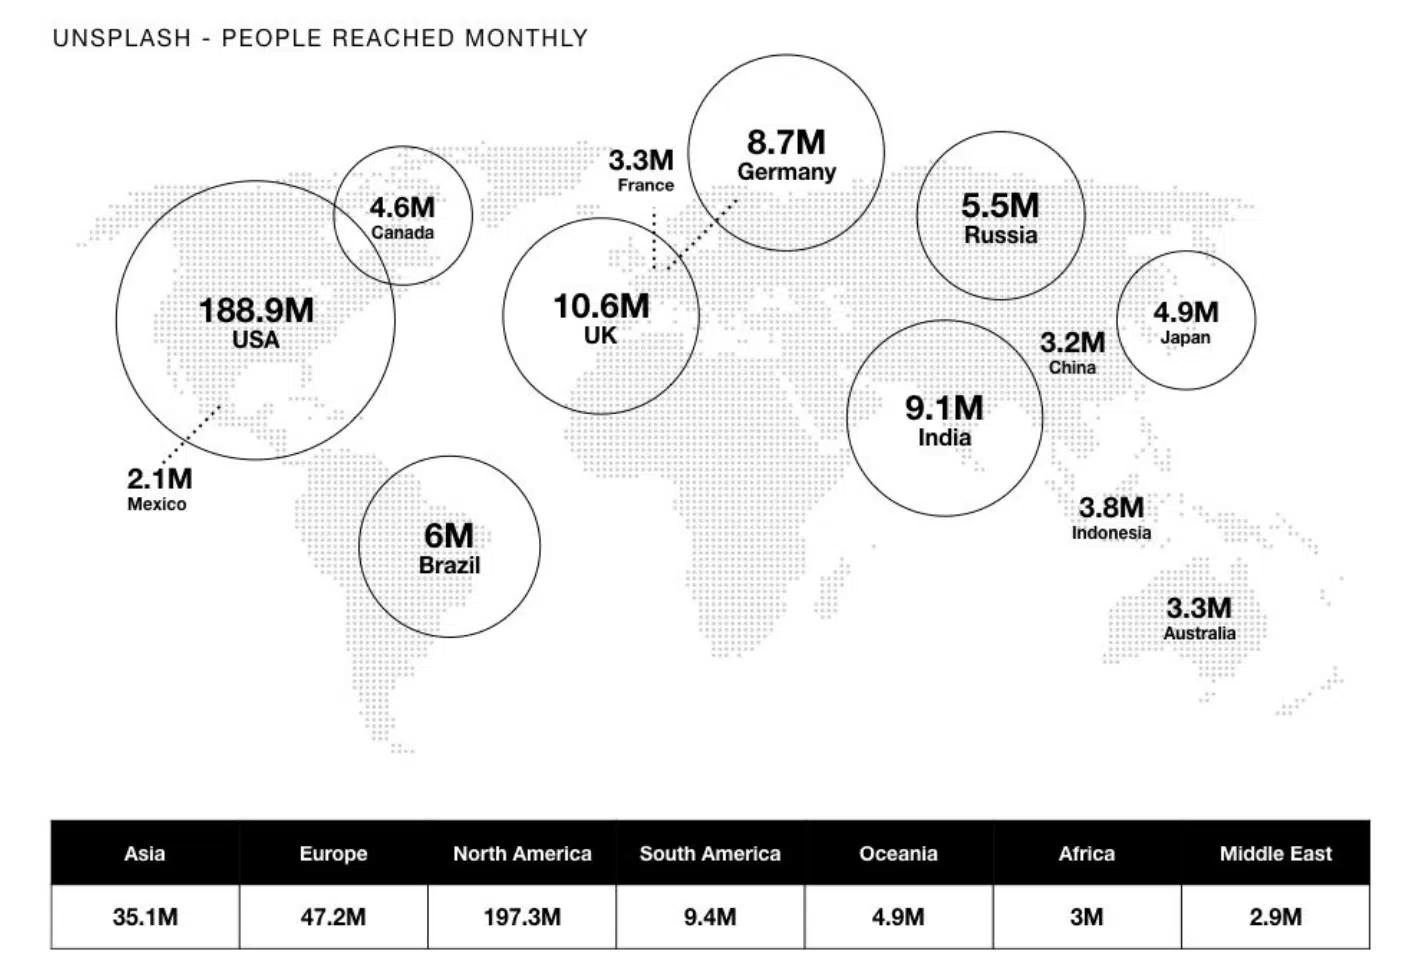 UNSPLASH - PEOPLE REACHED MONTHLY
8.7M
Germany
3.3M
France
4.6M
Canada
5.5M
Russia
188.9M
USA
10.6M
UK
4.9M
Japan
3.2M
China
9.1M
India
2.1M
Mexico
3.8M
Indonesia
6M
Brazil
3.3M
Australia
Asia Europe North America South America Oceania Africa Middle East
35.1M 47.2M 197.3M 9.4M 4.9M 3M 2.9M